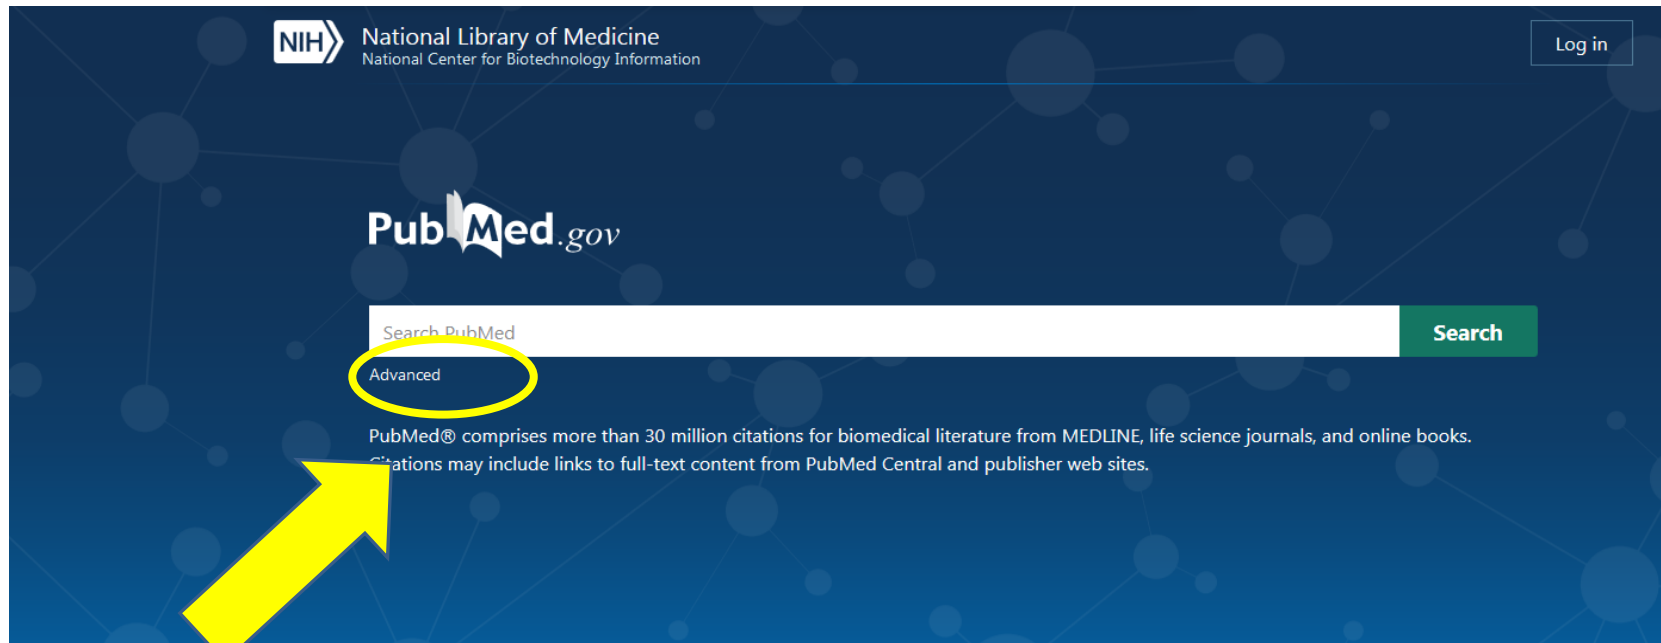 NIH
National Library of Medicine
National Center for Biotechnology Information
Log in
PubMed.gov
Search PubMed
Search
Advanced
PubMed® comprises more than 30 million citations for biomedical literature from MEDLINE, life science journals, and online books.
Citations may include links to full-text content from PubMed Central and publisher web sites.